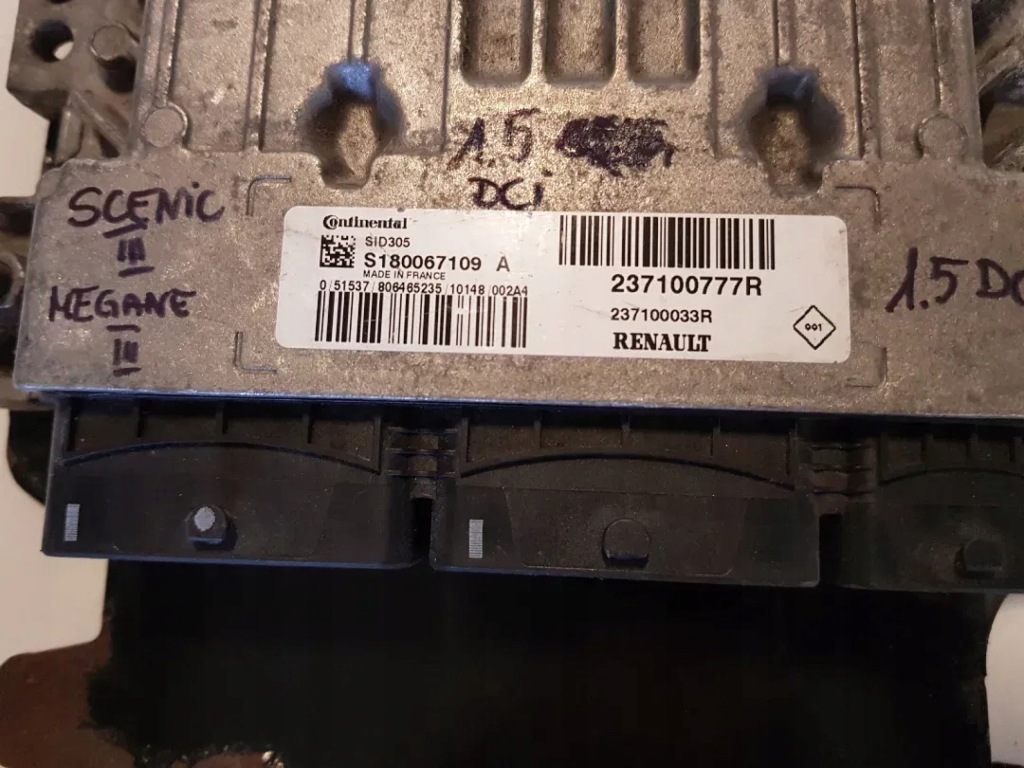 1.5
DCi
SCENIC
III
MEGANE
III
Continental
SID305
S180067109 A
MADE IN FRANCE
0/51537/806465235/10148/002A4
237100777R
237100033R
RENAULT
001
1.5 DC